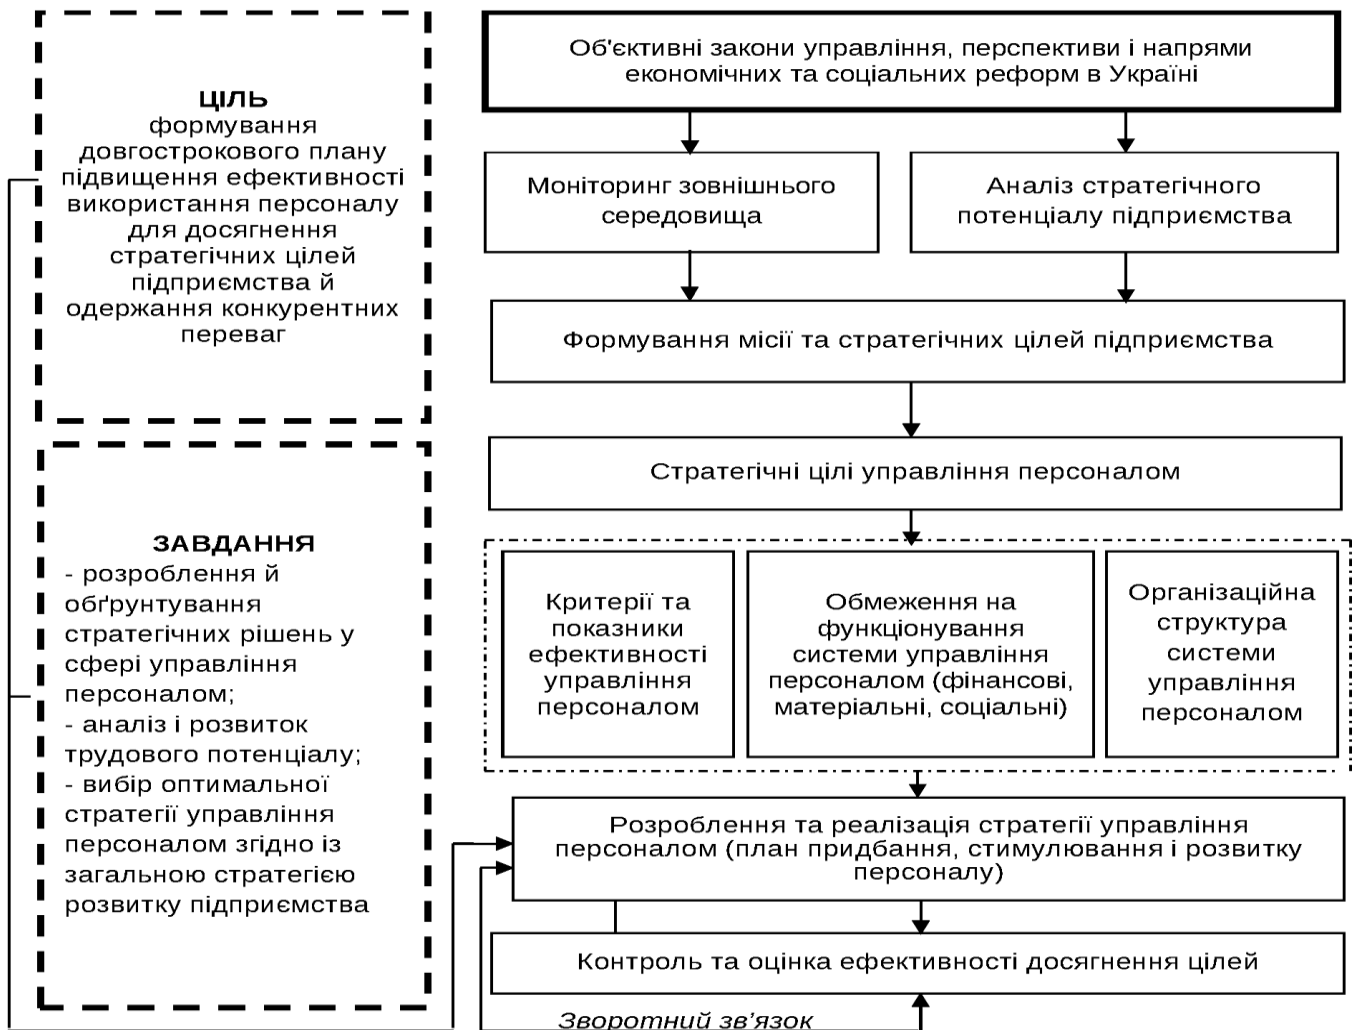 ЦІЛЬ
формування
довгострокового плану
підвищення ефективності
використання персоналу
для досягнення
стратегічних цілей
підприємства й
одержання конкурентних
переваг
ЗАВДАННЯ
- розроблення й
обґрунтування
стратегічних рішень у
сфері управління
персоналом;
- аналіз і розвиток
трудового потенціалу;
- вибір оптимальної
стратегії управління
персоналом згідно із
загальною стратегією
розвитку підприємства
Об'єктивні закони управління, перспективи і напрями
економічних та соціальних реформ в Україні
Моніторинг зовнішнього
середовища
Аналіз стратегічного
потенціалу підприємства
Формування місії та стратегічних цілей підприємства
Стратегічні цілі управління персоналом
Критерії та
показники
ефективності
управління
персоналом
Обмеження на
функціонування
системи управління
персоналом (фінансові,
матеріальні, соціальні)
Організаційна
структура
системи
управління
персоналом
Розроблення та реалізація стратегії управління
персоналом (план придбання, стимулювання і розвитку
персоналу)
Контроль та оцінка ефективності досягнення цілей
Зворотний зв’язок